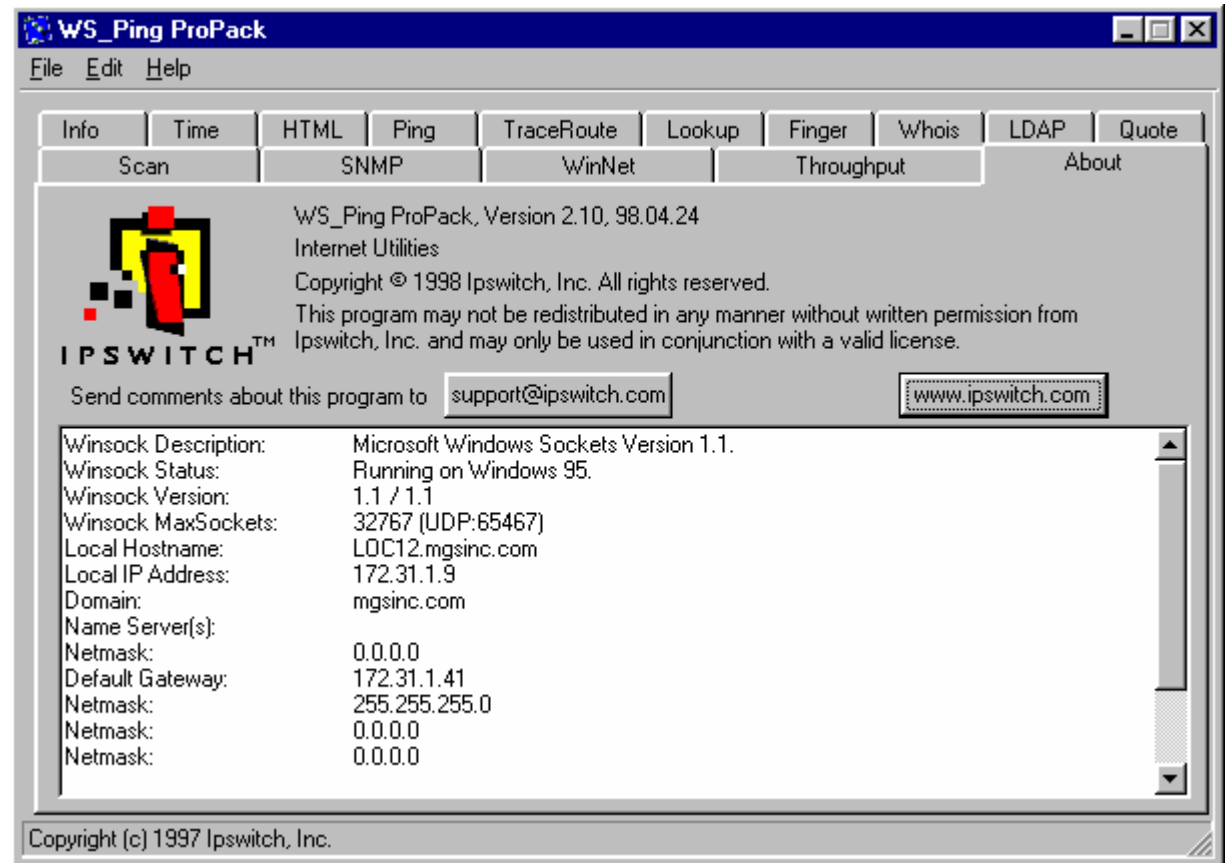 WS_Ping ProPack
File Edit Help
Info Time HTML Ping TraceRoute Lookup Finger Whois LDAP Quote
Scan SNMP WinNet Throughput About
WS_Ping ProPack, Version 2.10, 98.04.24
Internet Utilities
Copyright © 1998 Ipswitch, Inc. All rights reserved.
This program may not be redistributed in any manner without written permission from
Ipswitch, Inc. and may only be used in conjunction with a valid license.
IPSWITCH™
Send comments about this program to support@ipswitch.com www.ipswitch.com
Winsock Description: Microsoft Windows Sockets Version 1.1.
Winsock Status: Running on Windows 95.
Winsock Version: 1.1 / 1.1
Winsock MaxSockets: 32767 (UDP:65467)
Local Hostname: LOC12.mgsinc.com
Local IP Address: 172.31.1.9
Domain: mgsinc.com
Name Server(s):
Netmask: 0.0.0.0
Default Gateway: 172.31.1.41
Netmask: 255.255.255.0
Netmask: 0.0.0.0
Netmask: 0.0.0.0
Copyright (c) 1997 Ipswitch, Inc.